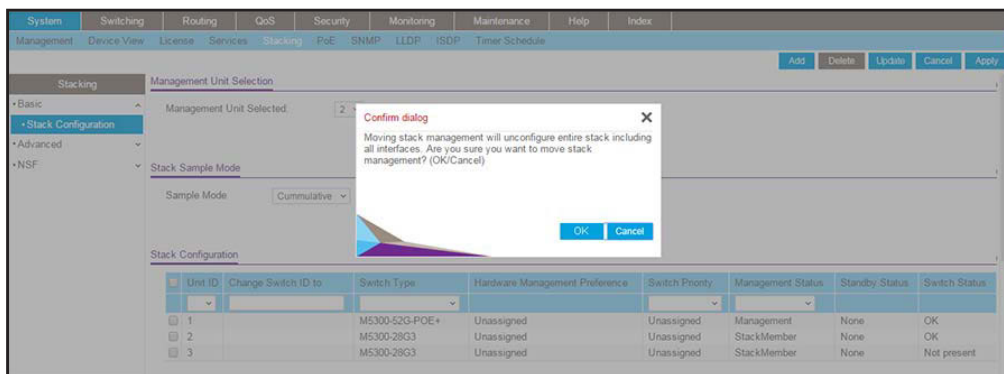 System Switching Routing QoS Security Monitoring Maintenance Help Index
Management Device View License Services Stacking PoE SNMP LLDP ISDP Timer Schedule
Add Delete Update Cancel Apply
Stacking
Basic
Stack Configuration
Advanced
NSF
Management Unit Selection
Management Unit Selected: 2
Confirm dialog
Moving stack management will unconfigure entire stack including
all interfaces. Are you sure you want to move stack
management? (OK/Cancel)
OK Cancel
Stack Sample Mode
Sample Mode Cummulative
Stack Configuration
Unit ID Change Switch ID to Switch Type Hardware Management Preference Switch Priority Management Status Standby Status Switch Status
1 M5300-52G-POE+ Unassigned Unassigned Management None OK
2 M5300-28G3 Unassigned Unassigned StackMember None OK
3 M5300-28G3 Unassigned Unassigned StackMember None Not present